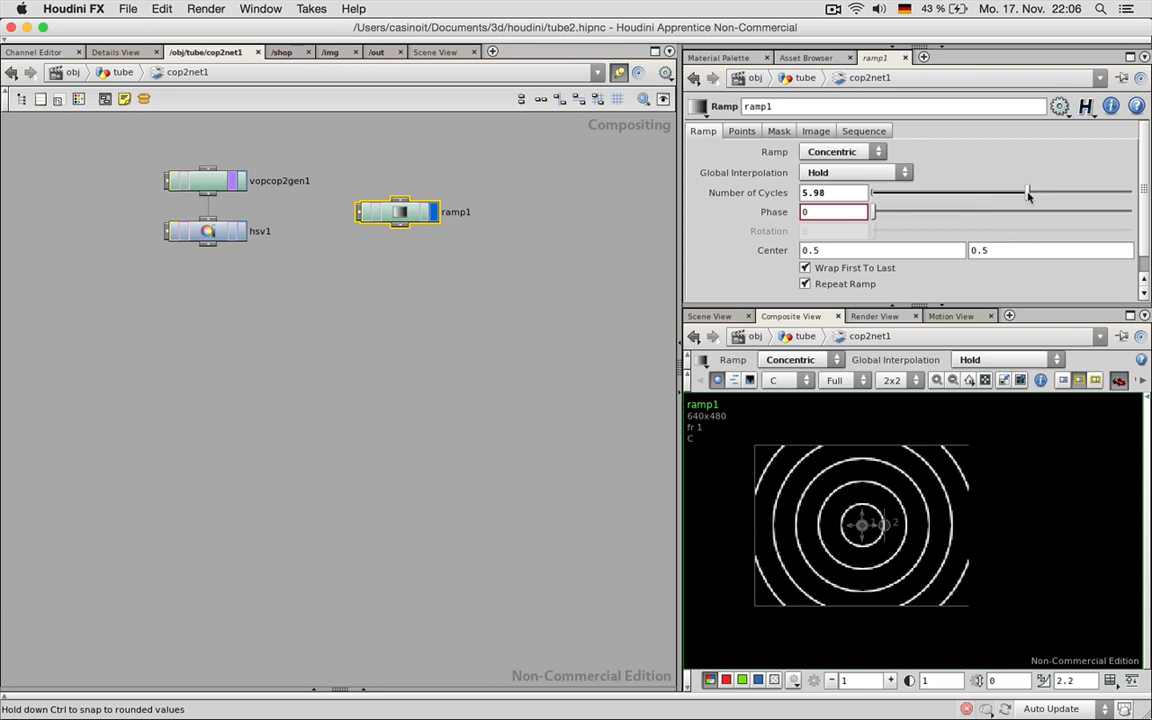 Houdini FX File Edit Render Window Takes Help 43 % Mo. 17. Nov. 22:06
/Users/casinoit/Documents/3d/houdini/tube2.hipnc - Houdini Apprentice Non-Commercial
Channel Editor Details View /obj/tube/cop2net1 /shop /img /out Scene View
obj tube cop2net1
Compositing
vopcop2gen1
ramp1
hsv1
Non-Commercial Edition
Material Palette Asset Browser ramp1
obj tube cop2net1
Ramp ramp1
Ramp Points Mask Image Sequence
Ramp Concentric
Global Interpolation Hold
Number of Cycles 5.98
Phase 0
Rotation 0
Center 0.5 0.5
Wrap First To Last
Repeat Ramp
Scene View Composite View Render View Motion View
obj tube cop2net1
Ramp Concentric Global Interpolation Hold
C Full 2x2
ramp1
640x480
fr 1
C
1 2
Non-Commercial Edition
1 1 0 2.2
Hold down Ctrl to snap to rounded values
Auto Update